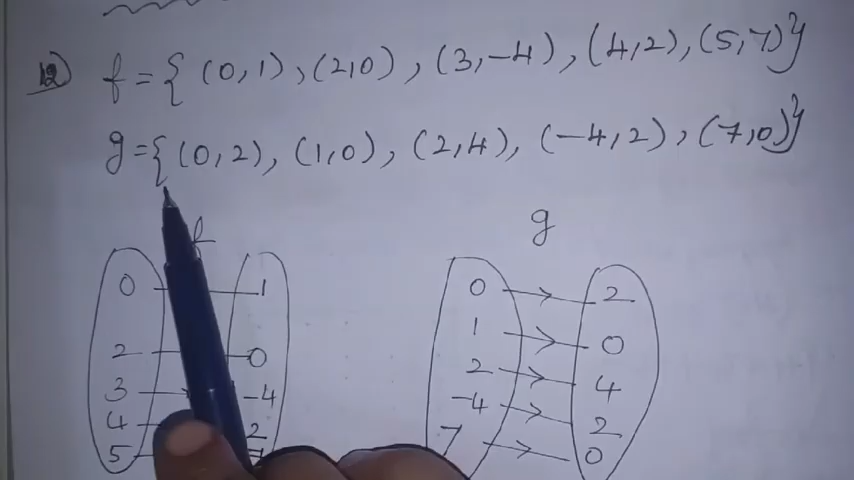 12) f = { (0,1), (2,0), (3,-4), (4,2), (5,7)}
g = { (0,2), (1,0), (2,4), (-4,2), (7,0)}
f g
0 1 0 2
2 0 1 0
3 -4 2 4
4 2 -4 2
5 7 0